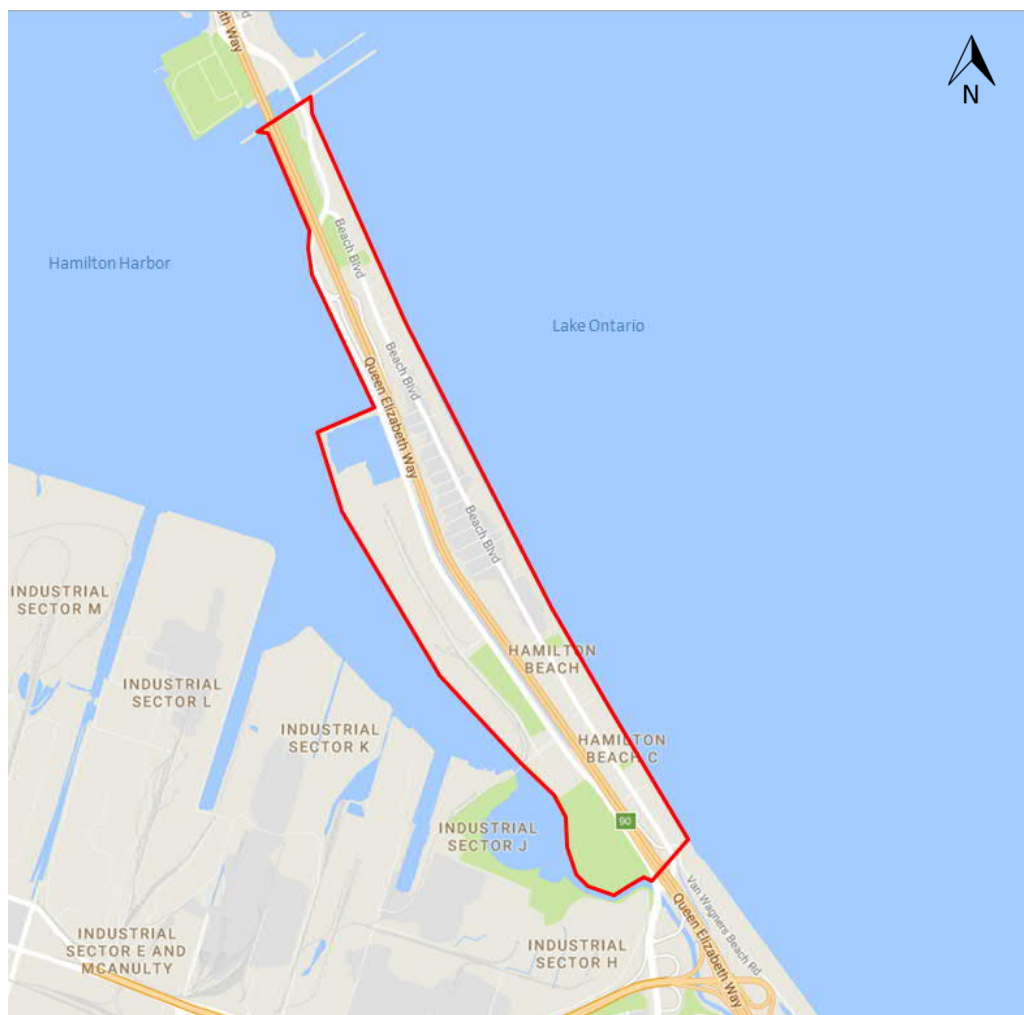 eth Way
N
Hamilton Harbor
Beach Blvd
Lake Ontario
Beach Blvd
Queen Elizabeth Way
Beach Blvd
INDUSTRIAL
SECTOR M
HAMILTON
BEACH
INDUSTRIAL
SECTOR L
INDUSTRIAL
SECTOR K
HAMILTON
BEACH C
90
INDUSTRIAL
SECTOR J
Van Wagners Beach Rd
Queen Elizabeth Way
INDUSTRIAL
SECTOR E AND
MCANULTY
INDUSTRIAL
SECTOR H